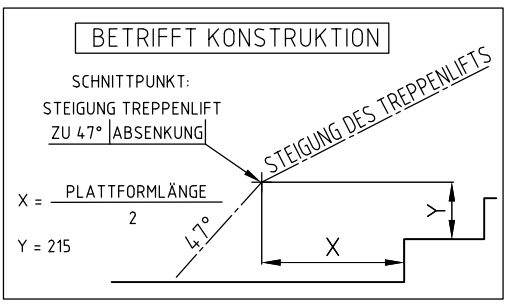 BETRIFFT KONSTRUKTION
SCHNITTPUNKT:
STEIGUNG TREPPENLIFT
ZU 47° ABSENKUNG
STEIGUNG DES TREPPENLIFTS
X = PLATTFORMLÄNGE
2
Y = 215
47°
X
Y